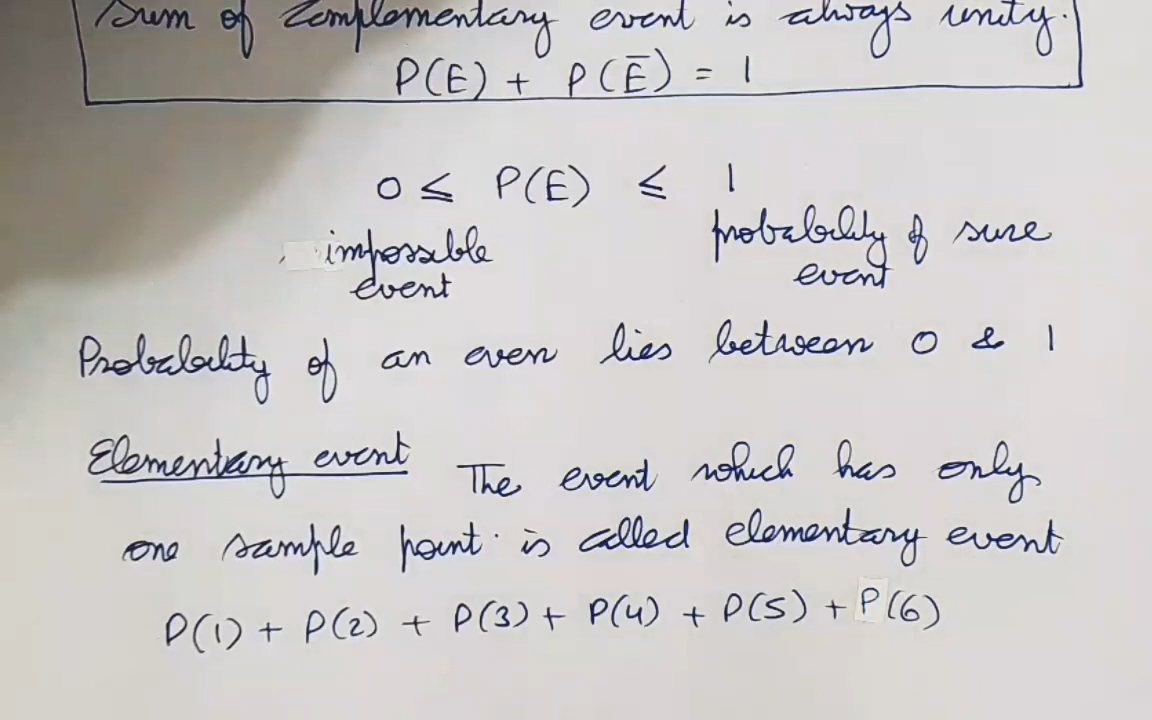 Sum of complementary event is always unity.
P(E) + P(E̅) = 1
0 ≤ P(E) ≤ 1
impossible event
probability of sure event
Probability of an even lies between 0 & 1
Elementary event The event which has only
one sample point is called elementary event
P(1) + P(2) + P(3) + P(4) + P(5) + P(6)